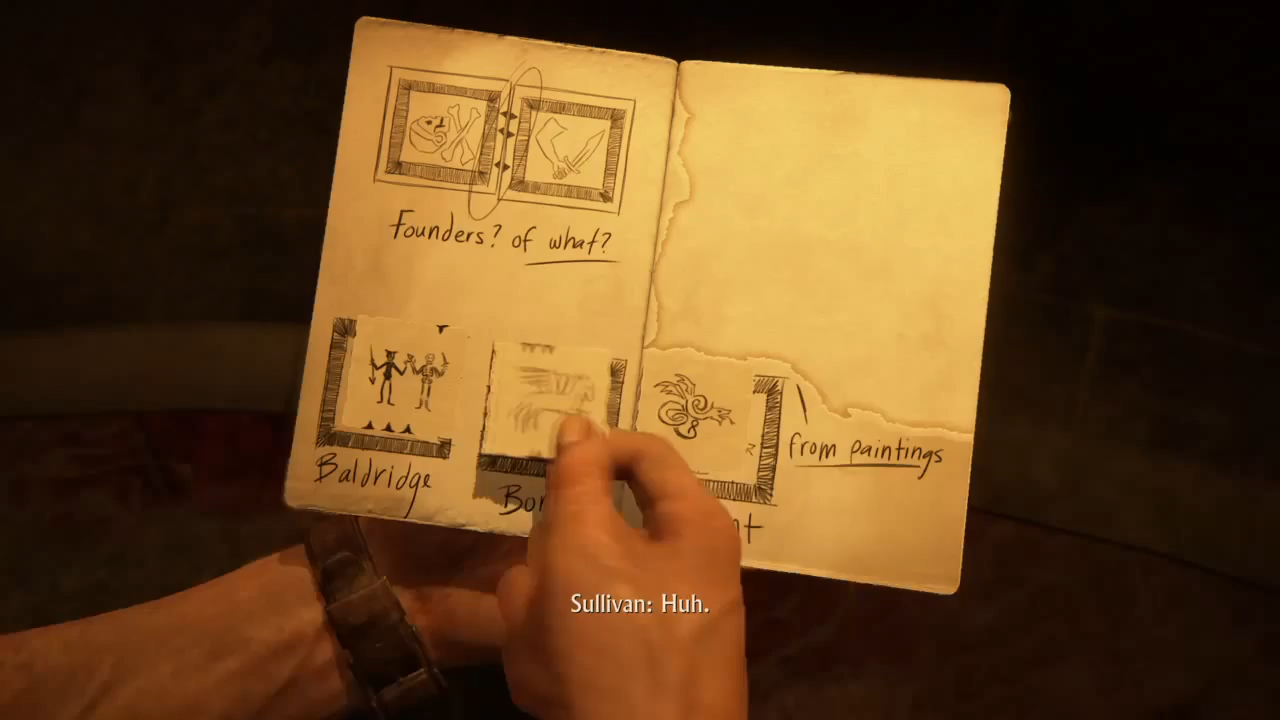 Founders? of what?
from paintings
Baldridge
Sullivan: Huh.